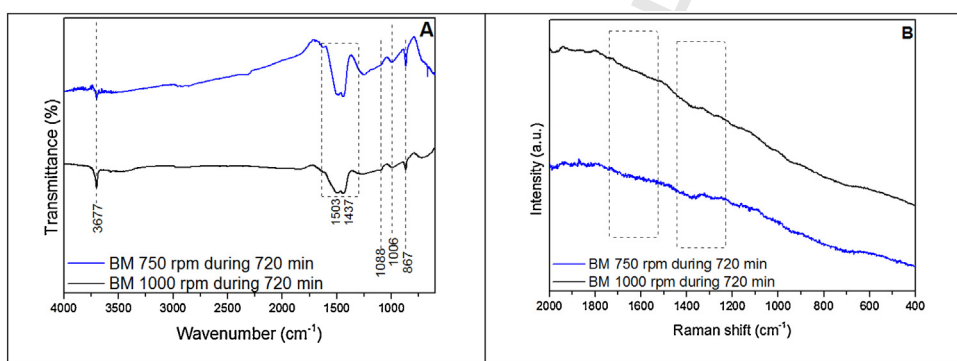 A
Transmittance (%)
3677
1503
1437
1088
1006
867
BM 750 rpm during 720 min
BM 1000 rpm during 720 min
4000 3500 3000 2500 2000 1500 1000
Wavenumber (cm⁻¹)
B
Intensity (a.u.)
BM 750 rpm during 720 min
BM 1000 rpm during 720 min
2000 1800 1600 1400 1200 1000 800 600 400
Raman shift (cm⁻¹)